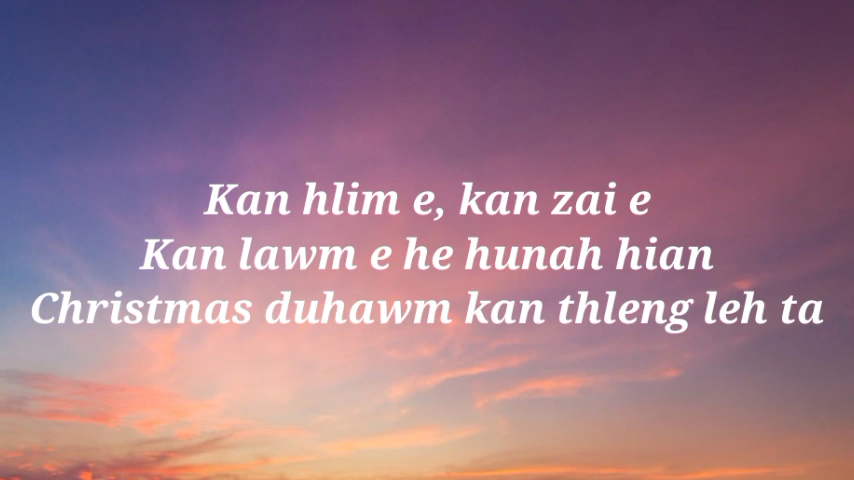 Kan hlim e, kan zai e
Kan lawm e he hunah hian
Christmas duhawm kan thleng leh ta